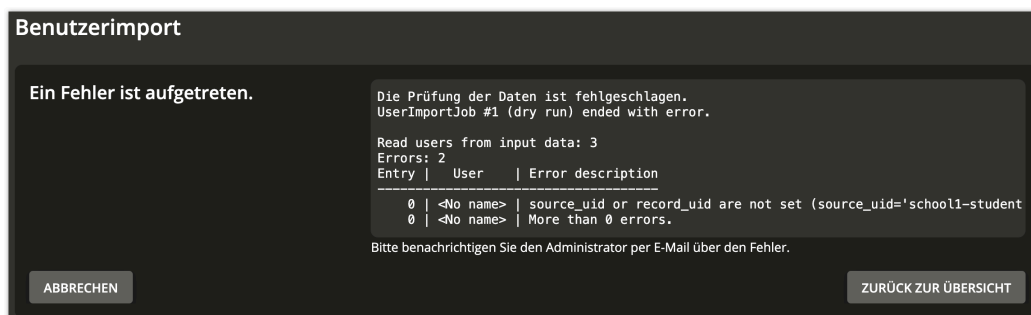 Benutzerimport
Ein Fehler ist aufgetreten.
Die Prüfung der Daten ist fehlgeschlagen.
UserImportJob #1 (dry run) ended with error.
Read users from input data: 3
Errors: 2
Entry | User | Error description
-------------------------------------
0 | <No name> | source_uid or record_uid are not set (source_uid='school1-student
0 | <No name> | More than 0 errors.
Bitte benachrichtigen Sie den Administrator per E-Mail über den Fehler.
ABBRECHEN
ZURÜCK ZUR ÜBERSICHT